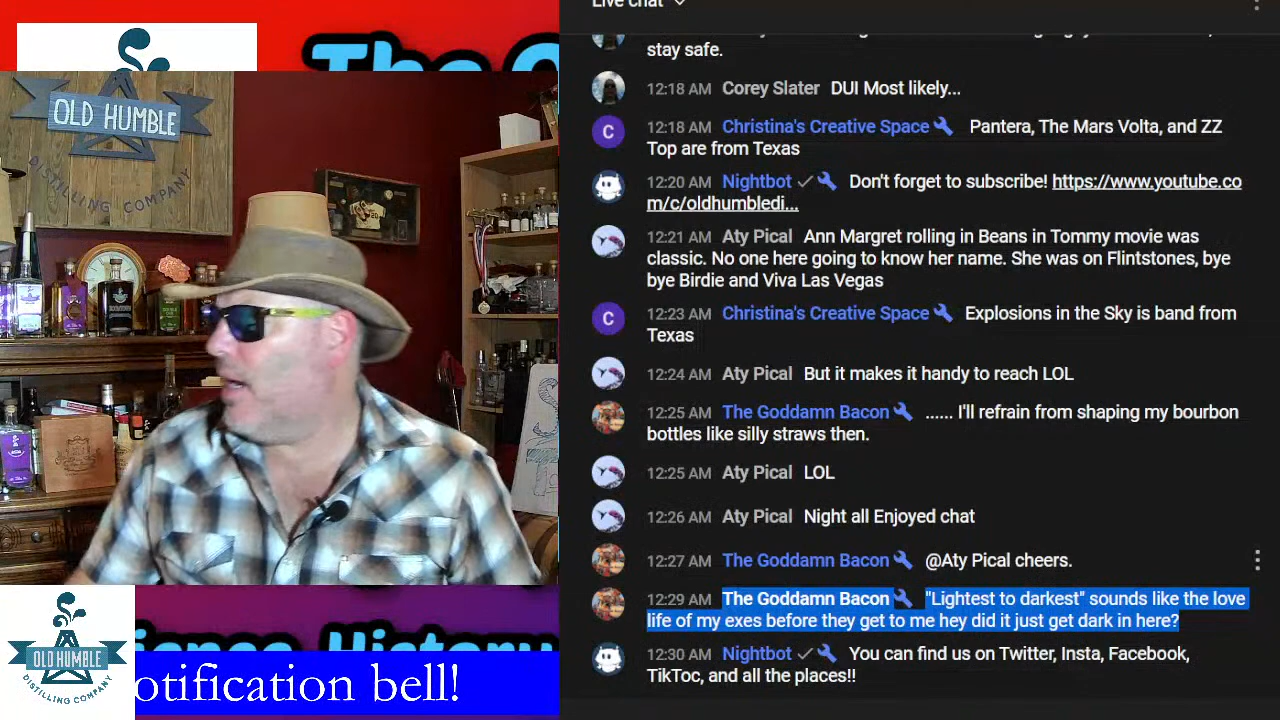 The
OLD HUMBLE
DISTILLING COMPANY
OLD HUMBLE
DISTILLING COMPANY
otification bell!
Live chat
stay safe.
12:18 AM Corey Slater DUI Most likely...
C 12:18 AM Christina's Creative Space Pantera, The Mars Volta, and ZZ
Top are from Texas
12:20 AM Nightbot Don't forget to subscribe! https://www.youtube.co
m/c/oldhumbledi...
12:21 AM Aty Pical Ann Margret rolling in Beans in Tommy movie was
classic. No one here going to know her name. She was on Flintstones, bye
bye Birdie and Viva Las Vegas
C 12:23 AM Christina's Creative Space Explosions in the Sky is band from
Texas
12:24 AM Aty Pical But it makes it handy to reach LOL
12:25 AM The Goddamn Bacon ...... I'll refrain from shaping my bourbon
bottles like silly straws then.
12:25 AM Aty Pical LOL
12:26 AM Aty Pical Night all Enjoyed chat
12:27 AM The Goddamn Bacon @Aty Pical cheers.
12:29 AM The Goddamn Bacon "Lightest to darkest" sounds like the love
life of my exes before they get to me hey did it just get dark in here?
12:30 AM Nightbot You can find us on Twitter, Insta, Facebook,
TikToc, and all the places!!